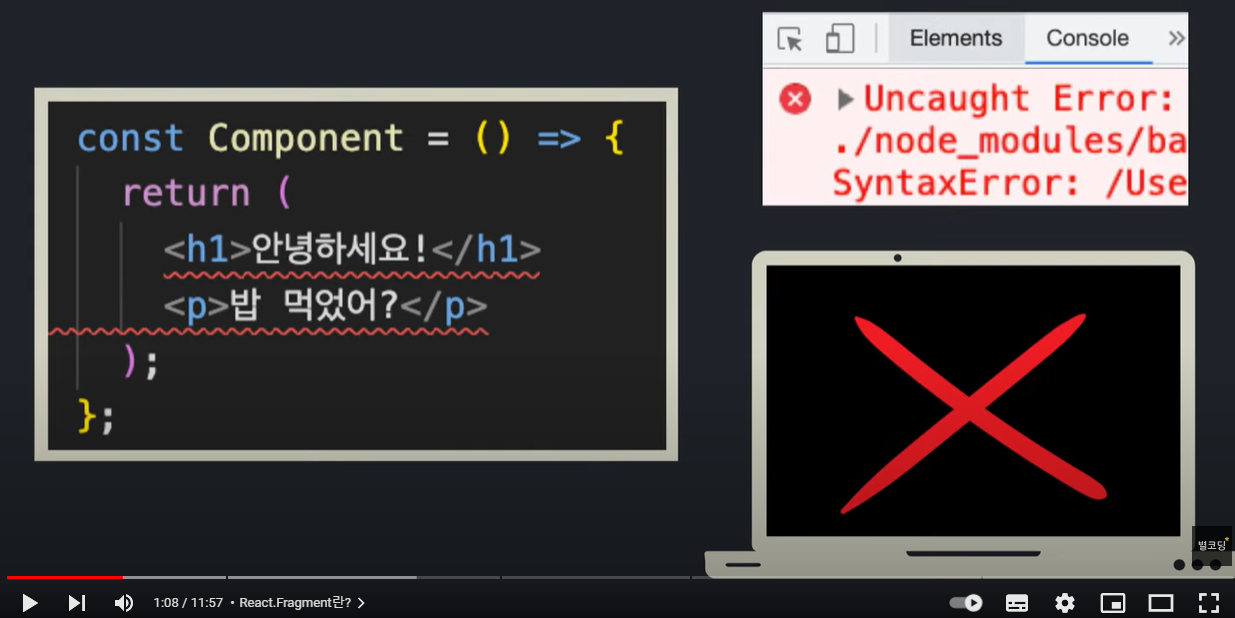 const Component = () => {
return (
<h1>안녕하세요!</h1>
<p>밥 먹었어?</p>
);
};
Elements Console »
Uncaught Error:
./node_modules/ba
SyntaxError: /Use
별코딩
1:08 / 11:57 • React.Fragment란? >